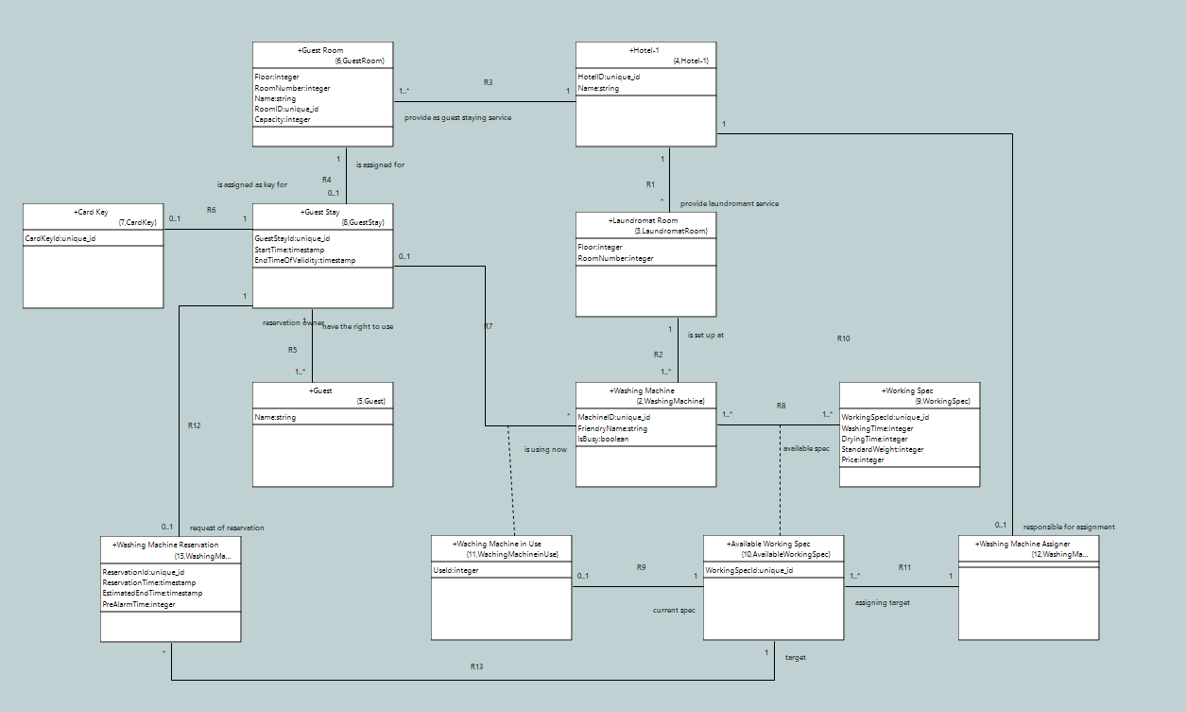 +Guest Room
{6,GuestRoom}
Floor:integer
RoomNumber:integer
Name:string
RoomID:unique_id
Capacity:integer
+Hotel-1
{4,Hotel-1}
HotelID:unique_id
Name:string
R3
1..*
1
provide as guest staying service
1
1
is assigned for
R4
0..1
is assigned as key for
1
R1
*
provide laundromant service
+Card Key
{7,CardKey}
CardKeyId:unique_id
R6
0..1
1
+Guest Stay
{8,GuestStay}
GuestStayId:unique_id
StartTime:timestamp
EndTimeOfValidity:timestamp
0..1
1
+Laundromat Room
{3,LaundromatRoom}
Floor:integer
RoomNumber:integer
reservation owner
1
have the right to use
R7
R5
1..*
1
is set up at
R2
1..*
R10
+Guest
{5,Guest}
Name:string
+Washing Machine
{2,WashingMachine}
MachineID:unique_id
FriendryName:string
IsBusy:boolean
*
is using now
1..*
R8
1..*
available spec
+Working Spec
{9,WorkingSpec}
WorkingSpecId:unique_id
WashingTime:integer
DryingTime:integer
StandardWeight:integer
Price:integer
R12
0..1
request of reservation
0..1
responsible for assignment
+Washing Machine Reservation
{13,WashingMa...
ReservationId:unique_id
ReservationTime:timestamp
EstimatedEndTime:timestamp
PreAlarmTime:integer
+Waching Machine in Use
{11,WashingMachineinUse}
UseId:integer
R9
0..1
1
current spec
+Available Working Spec
{10,AvailableWorkingSpec}
WorkingSpecId:unique_id
R11
1..*
1
assigning target
+Washing Machine Assigner
{12,WashingMa...
*
R13
1
target